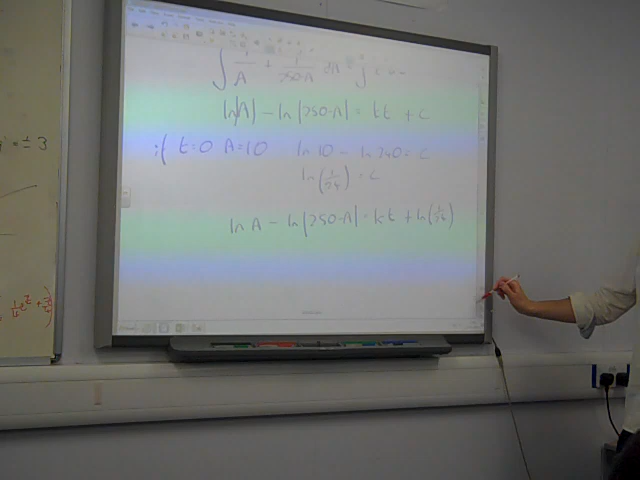 ∫ 1/A + 1/250-A dA = ∫ k dt
ln|A| - ln|250-A| = kt + c
if t=0 A=10 ln 10 - ln 240 = c
ln(1/24) = c
ln A - ln|250-A| = kt + ln(1/24)
= ± 3